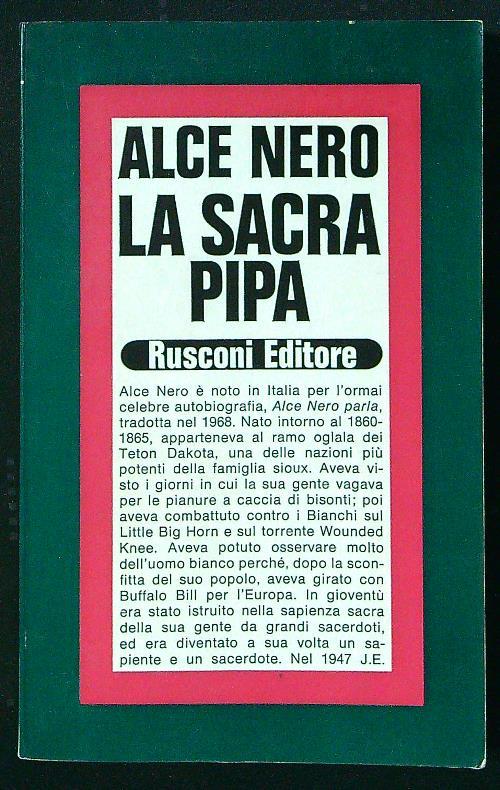 ALCE NERO
LA SACRA
PIPA
Rusconi Editore
Alce Nero è noto in Italia per l'ormai
celebre autobiografia, Alce Nero parla,
tradotta nel 1968. Nato intorno al 1860-
1865, apparteneva al ramo oglala dei
Teton Dakota, una delle nazioni più
potenti della famiglia sioux. Aveva vi-
sto i giorni in cui la sua gente vagava
per le pianure a caccia di bisonti; poi
aveva combattuto contro i Bianchi sul
Little Big Horn e sul torrente Wounded
Knee. Aveva potuto osservare molto
dell'uomo bianco perché, dopo la scon-
fitta del suo popolo, aveva girato con
Buffalo Bill per l'Europa. In gioventù
era stato istruito nella sapienza sacra
della sua gente da grandi sacerdoti,
ed era diventato a sua volta un sa-
piente e un sacerdote. Nel 1947 J.E.